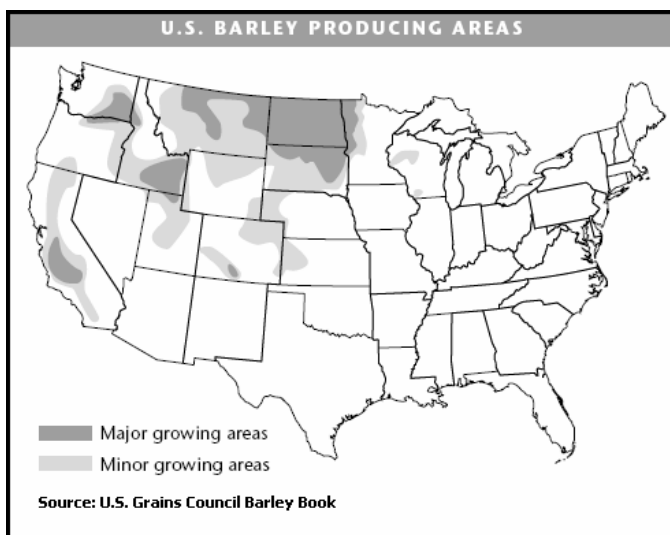 U.S. BARLEY PRODUCING AREAS
Major growing areas
Minor growing areas
Source: U.S. Grains Council Barley Book